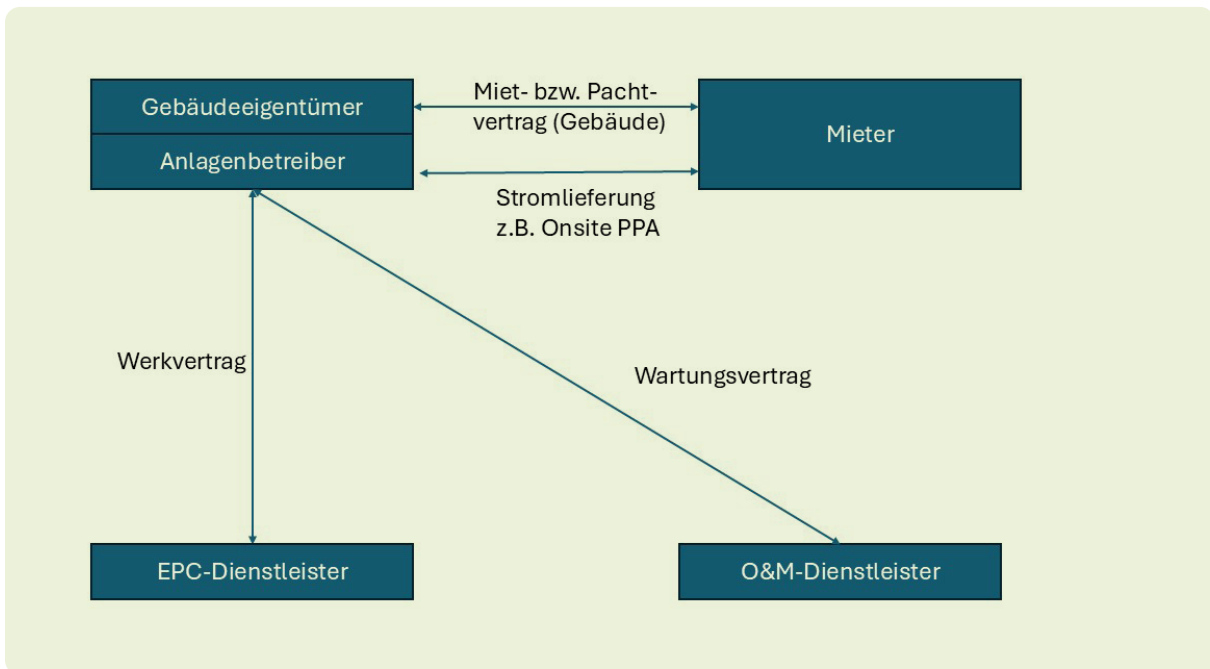 Gebäudeeigentümer
Miet- bzw. Pacht-
vertrag (Gebäude)
Mieter
Anlagenbetreiber
Stromlieferung
z.B. Onsite PPA
Werkvertrag
Wartungsvertrag
EPC-Dienstleister
O&M-Dienstleister